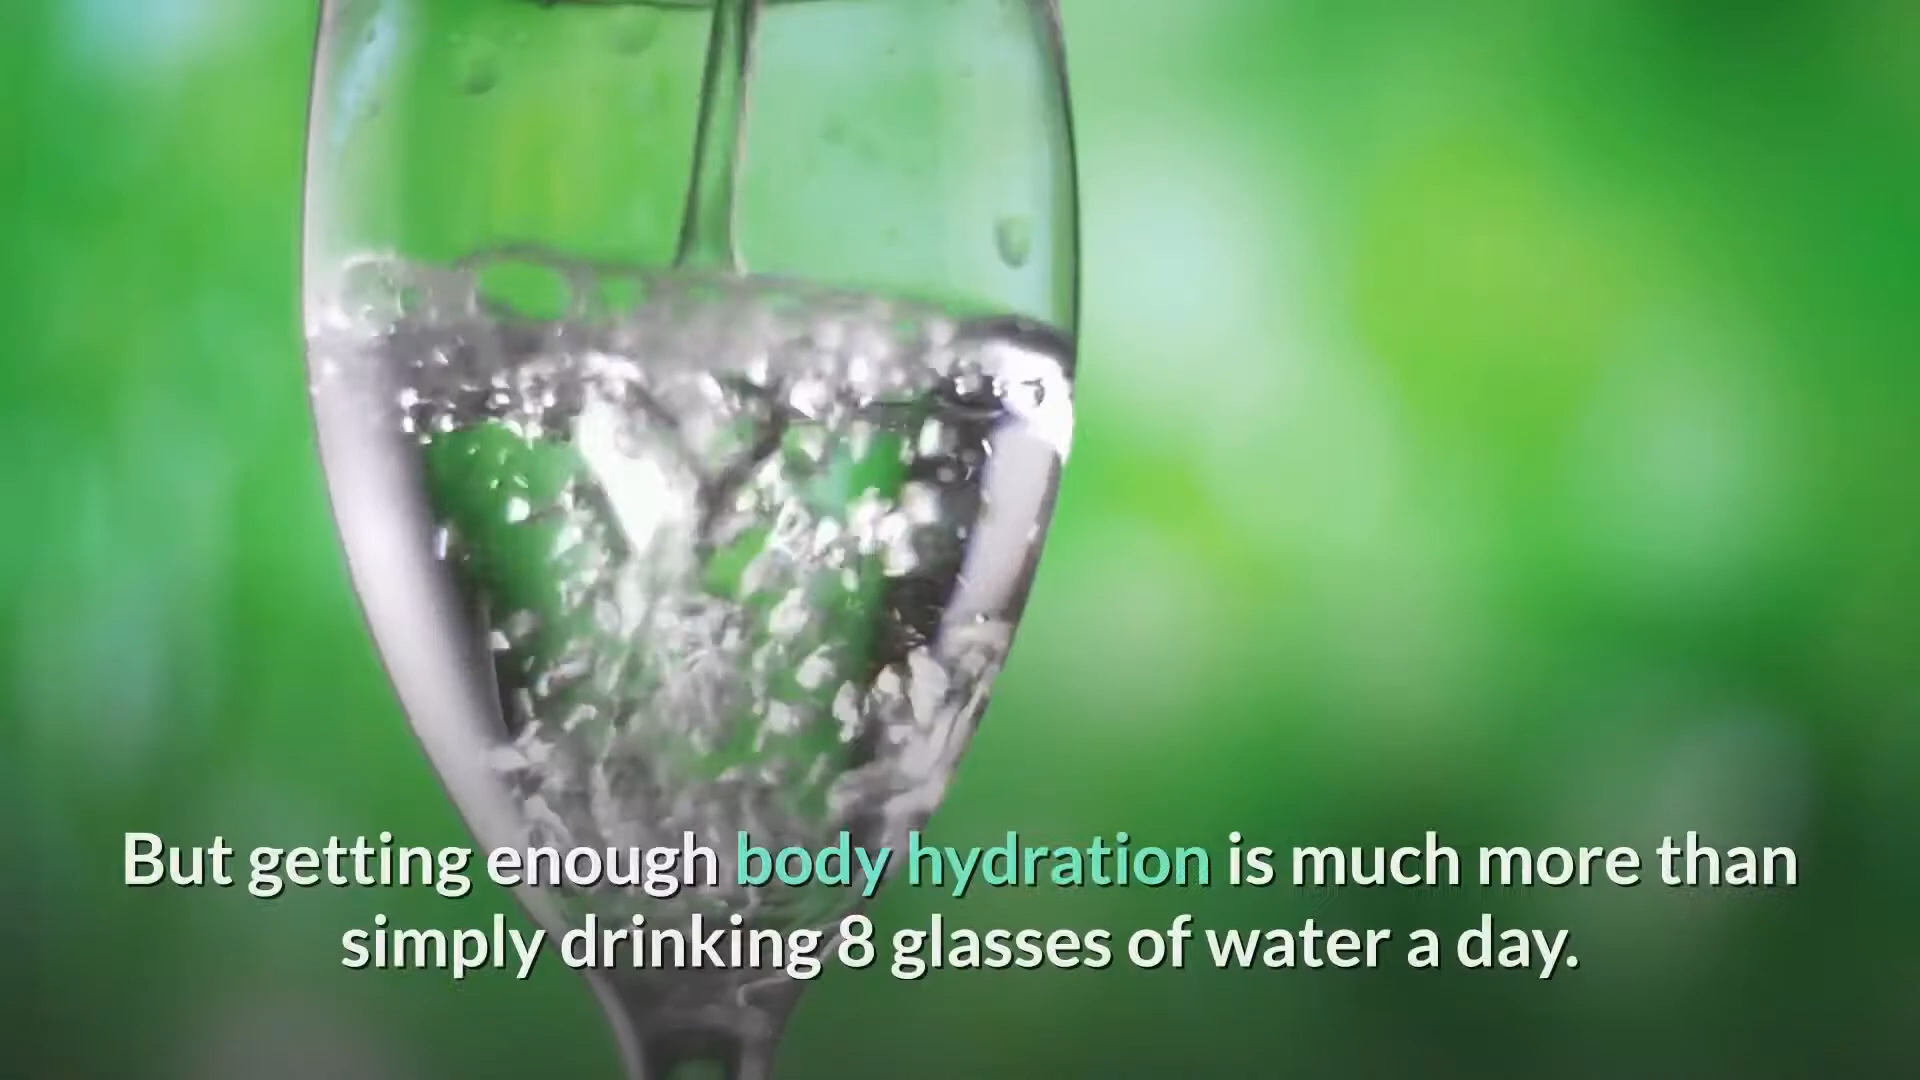 But getting enough body hydration is much more than
simply drinking 8 glasses of water a day.